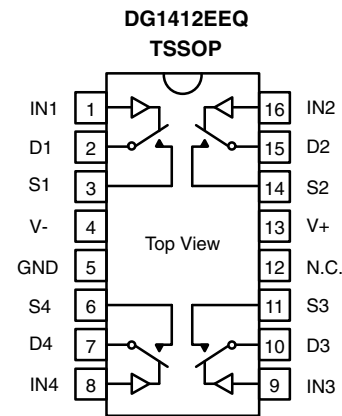 DG1412EEQ
TSSOP
IN1 1 16 IN2
D1 2 15 D2
S1 3 14 S2
V- 4 13 V+
Top View
GND 5 12 N.C.
S4 6 11 S3
D4 7 10 D3
IN4 8 9 IN3